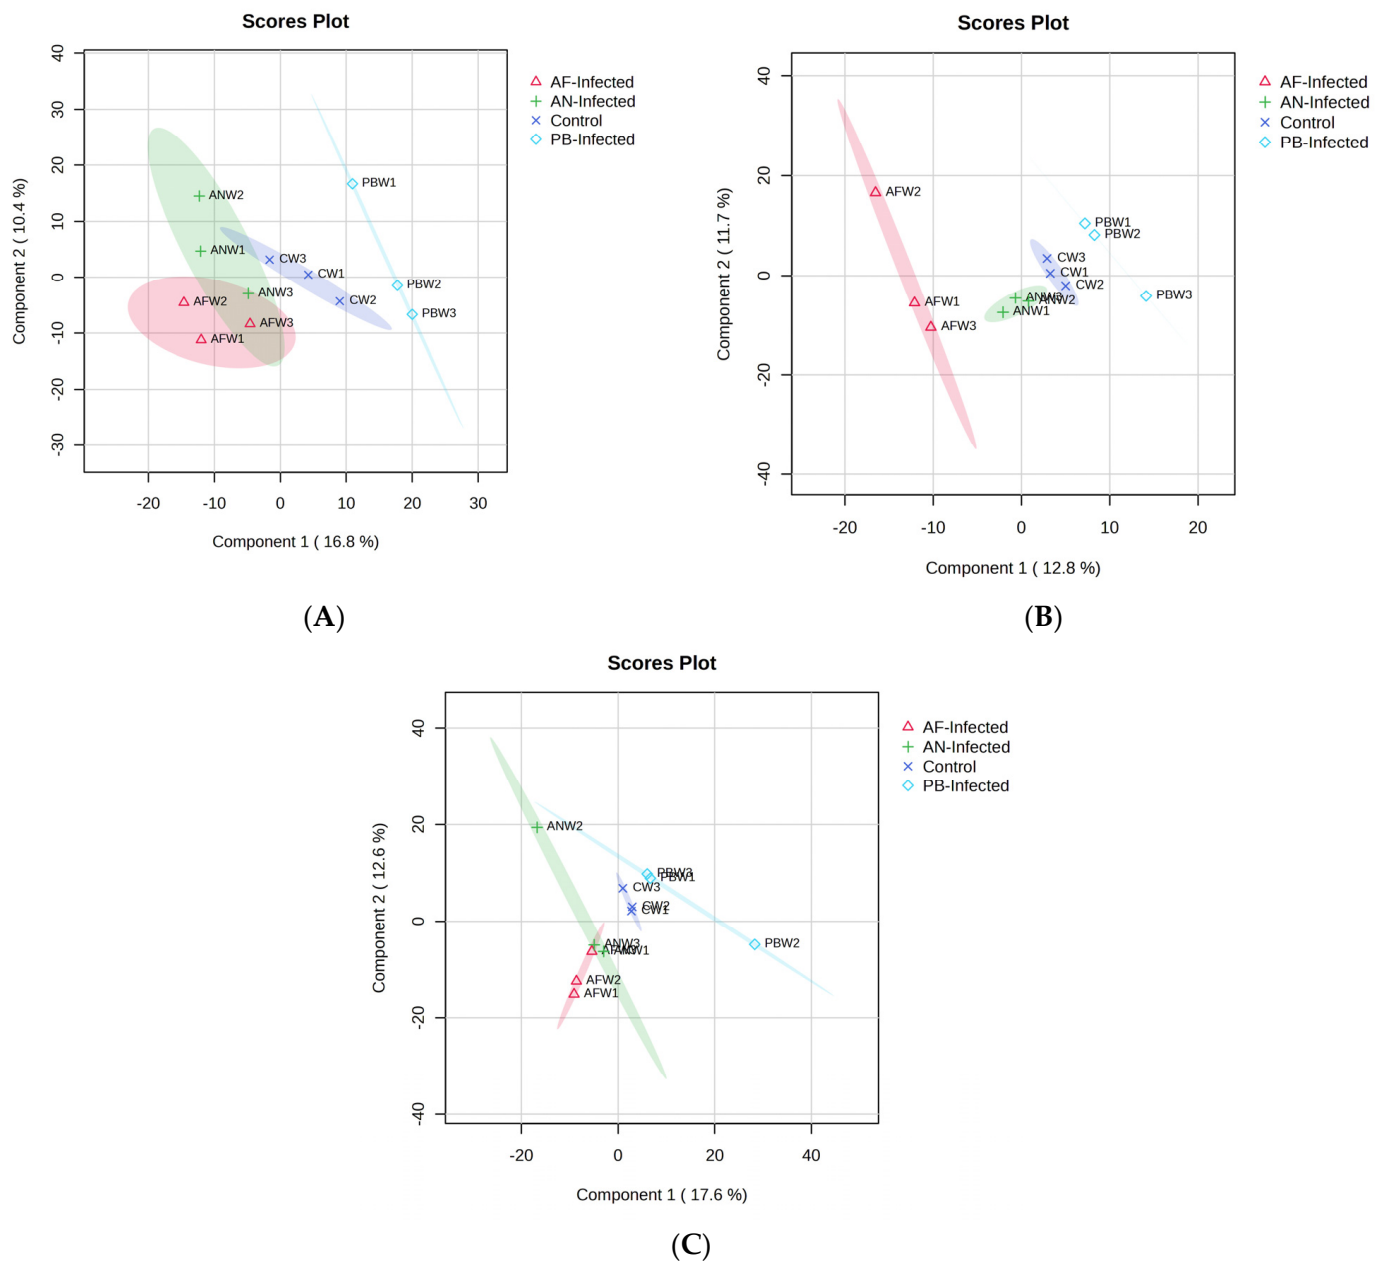 Scores Plot
40
30
20
10
0
-10
-20
-30
Component 2 ( 10.4 %)
-20 -10 0 10 20 30
Component 1 ( 16.8 %)
ANW2
ANW1
ANW3
AFW2
AFW3
AFW1
CW3
CW1
CW2
PBW1
PBW2
PBW3
AF-Infected
AN-Infected
Control
PB-Infected
(A)
Scores Plot
40
20
0
-20
-40
Component 2 ( 11.7 %)
-20 -10 0 10 20
Component 1 ( 12.8 %)
AFW2
AFW1
AFW3
PBW1
PBW2
PBW3
CW3
CW1
CW2
ANW2
ANW1
AF-Infected
AN-Infected
Control
PB-Infected
(B)
Scores Plot
40
20
0
-20
-40
Component 2 ( 12.6 %)
-20 0 20 40
Component 1 ( 17.6 %)
ANW2
PBW3
PBW1
CW3
CW2
CW1
PBW2
ANW3
ANW1
AFW2
AFW1
AF-Infected
AN-Infected
Control
PB-Infected
(C)